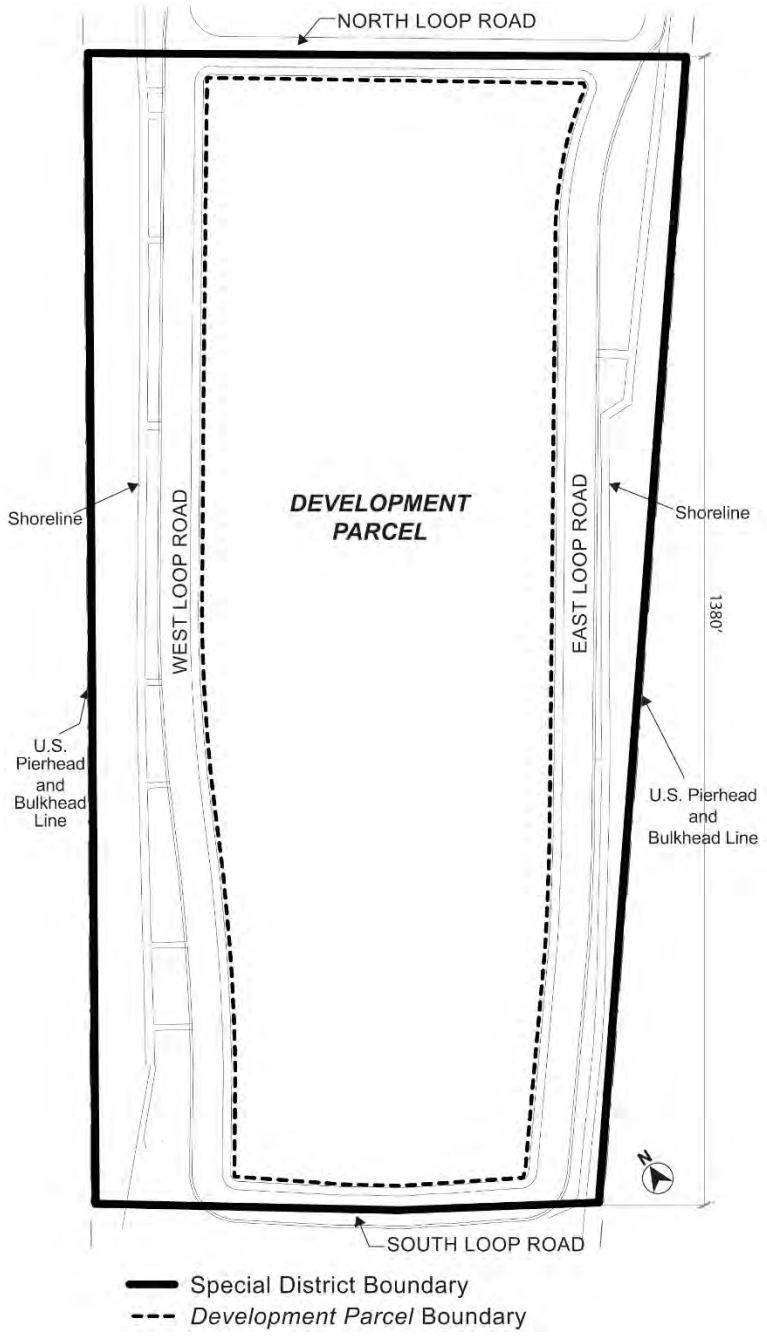 NORTH LOOP ROAD
DEVELOPMENT
PARCEL
WEST LOOP ROAD
EAST LOOP ROAD
Shoreline
Shoreline
1380'
U.S.
Pierhead
and
Bulkhead
Line
U.S. Pierhead
and
Bulkhead Line
N
SOUTH LOOP ROAD
Special District Boundary
Development Parcel Boundary